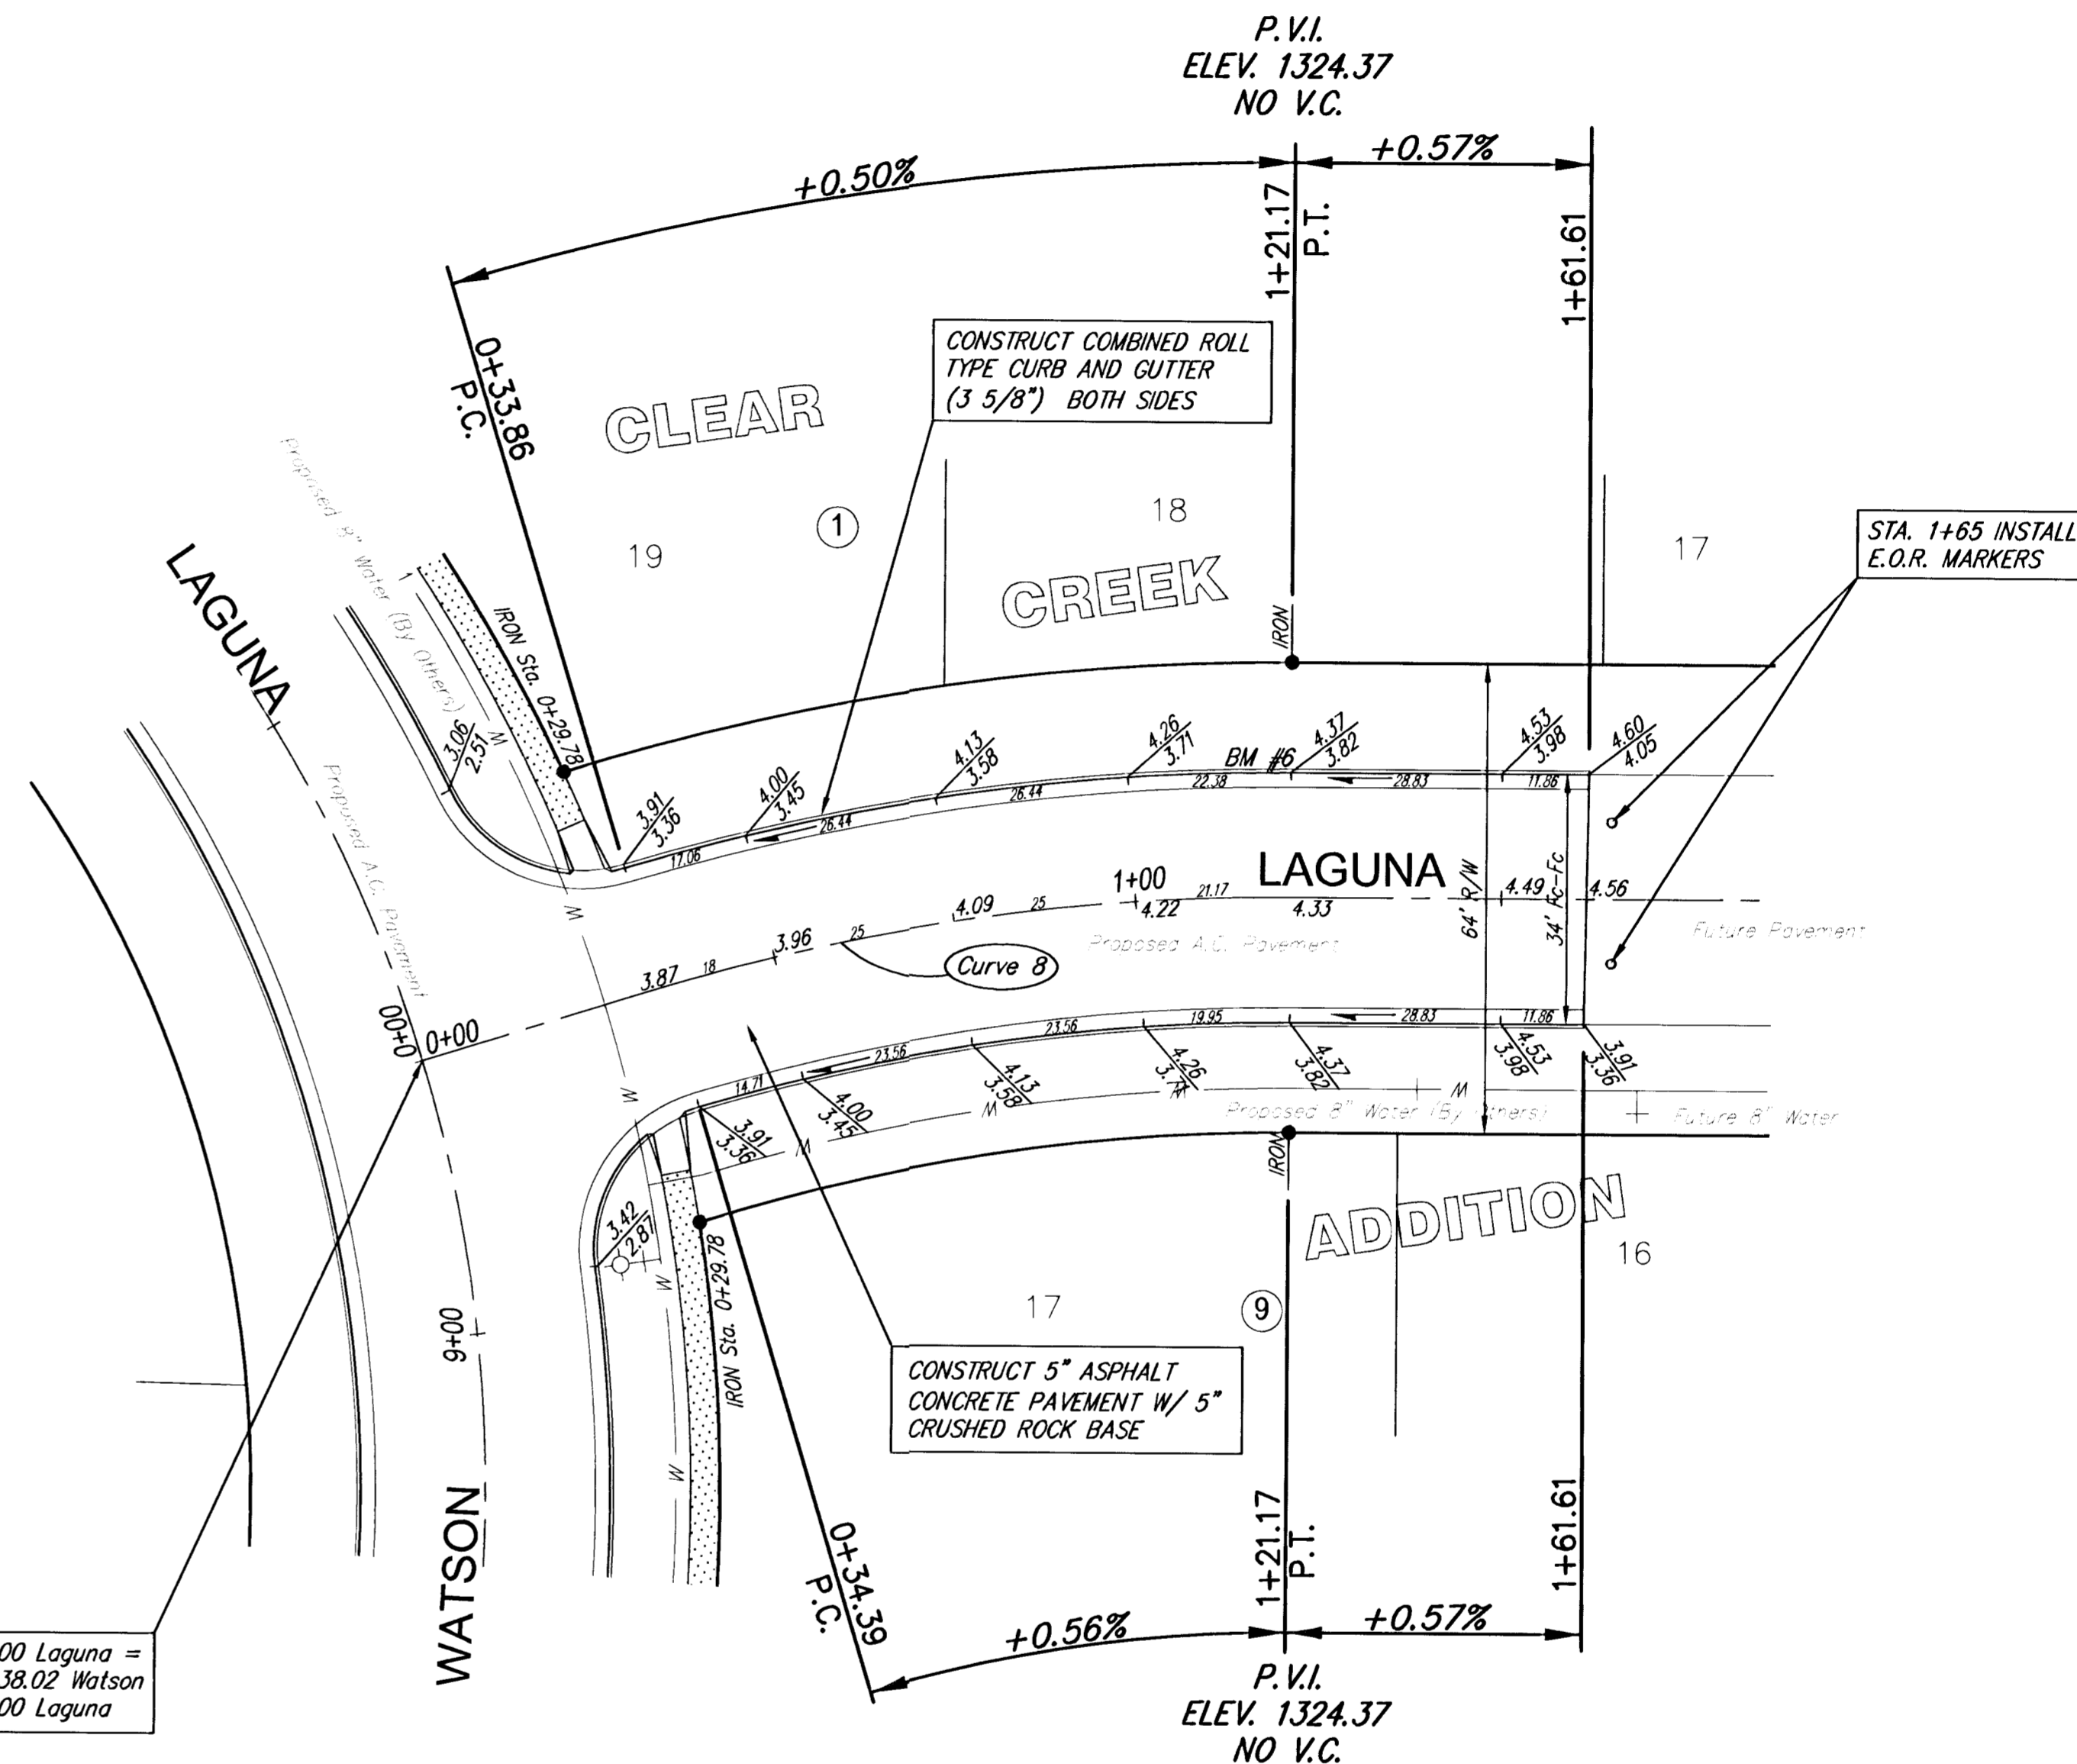 P.V.I.
ELEV. 1324.37
NO V.C.
+0.50%
+0.57%
1+21.17
P.T.
1+61.61
0+33.86
P.C.
CONSTRUCT COMBINED ROLL
TYPE CURB AND GUTTER
(3 5/8") BOTH SIDES
CLEAR
CREEK
19
1
18
17
STA. 1+65 INSTALL
E.O.R. MARKERS
LAGUNA
Proposed 8" Water (By Others)
Proposed A.C. Pavement
IRON Sta. 0+29.78
IRON
1
W
3.06
2.51
3.91
3.36
4.00
3.45
4.13
3.58
4.26
3.71
BM #6
4.37
3.82
4.53
3.98
4.60
4.05
17.06
26.44
26.44
22.38
28.83
11.86
W
LAGUNA
64' R/W
34' Fc-Fc
1+00
21.17
4.49
4.56
4.09
25
4.22
4.33
Proposed A.C. Pavement
Future Pavement
3.96
25
3.87
18
Curve 8
0+00
0+00
14.71
23.56
23.56
19.95
28.83
11.86
W
3.91
3.36
4.00
3.45
4.13
3.58
4.26
3.71
4.37
3.82
4.53
3.98
3.91
3.36
W
W
W
W
Proposed 8" Water (By Others)
Future 8" Water
IRON
3.42
2.87
W
IRON Sta. 0+29.78
W
ADDITION
16
17
9
9+00
WATSON
CONSTRUCT 5" ASPHALT
CONCRETE PAVEMENT W/ 5"
CRUSHED ROCK BASE
0+34.39
P.C.
1+21.17
P.T.
1+61.61
+0.56%
+0.57%
P.V.I.
ELEV. 1324.37
NO V.C.
00 Laguna =
38.02 Watson
00 Laguna